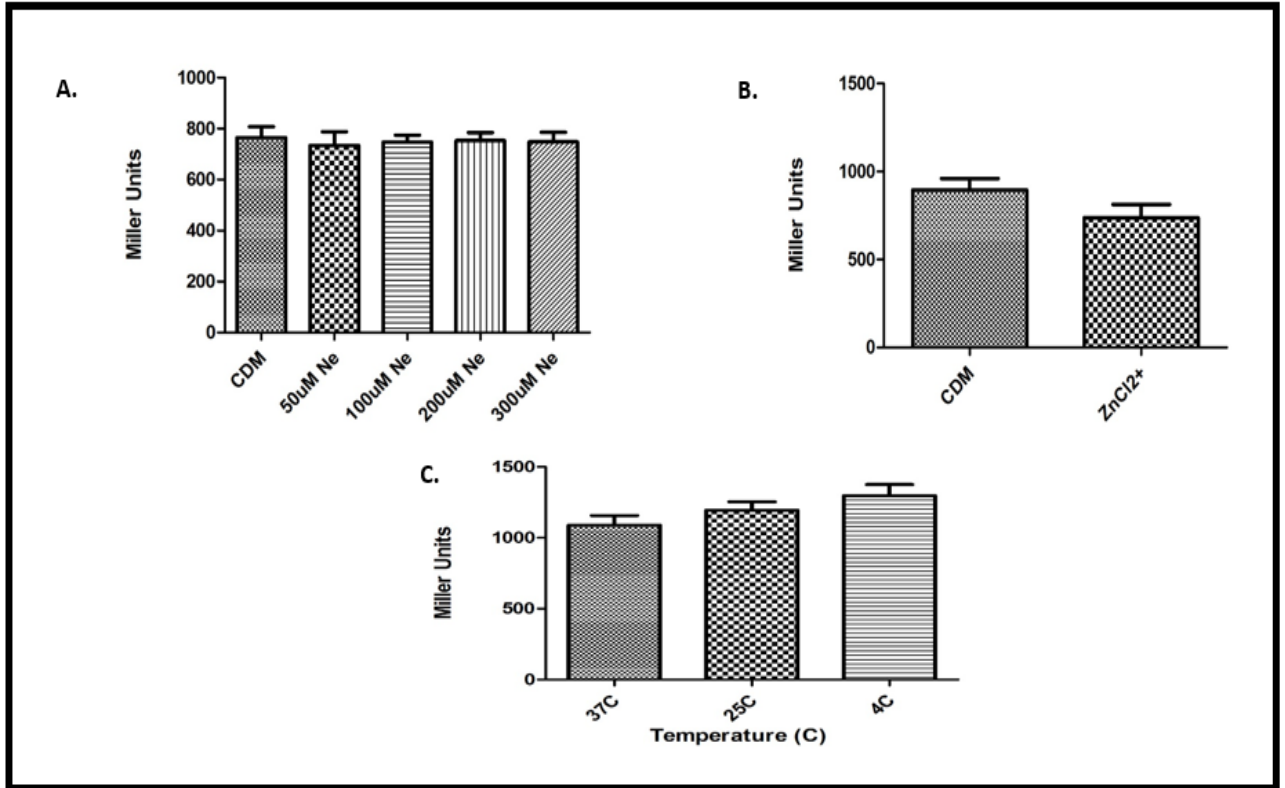 A.
1000
800
600
400
200
0
Miller Units
CDM
50uM Ne
100uM Ne
200uM Ne
300uM Ne
B.
1500
1000
500
0
Miller Units
CDM
ZnCl2+
C.
1500
1000
500
0
Miller Units
37C
25C
4C
Temperature (C)